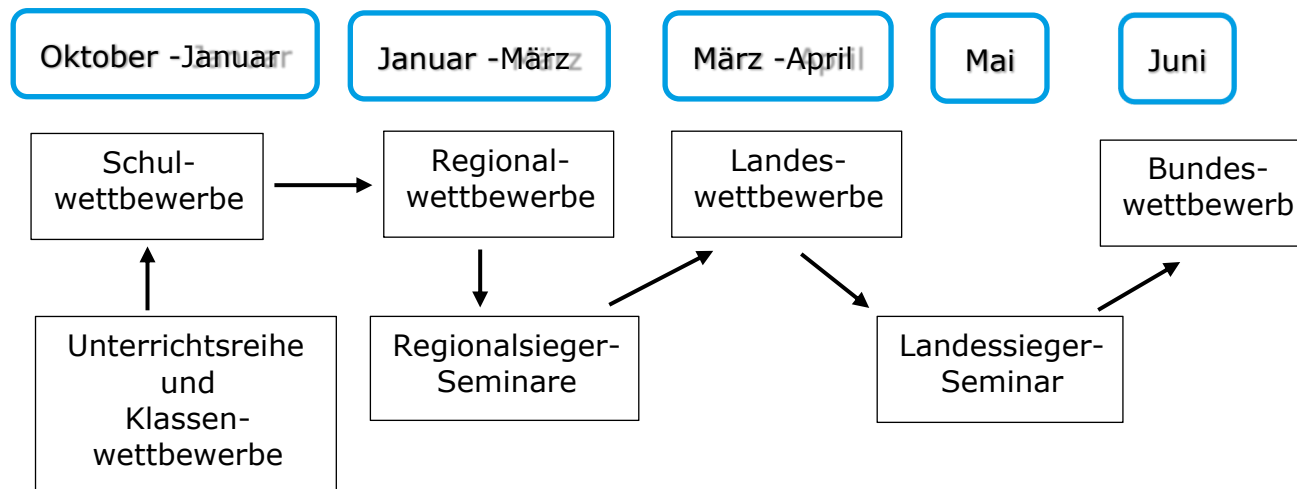 Oktober -Januar
Januar -März
März -April
Mai
Juni
Schul-
wettbewerbe
Regional-
wettbewerbe
Landes-
wettbewerbe
Bundes-
wettbewerb
Unterrichtsreihe
und
Klassen-
wettbewerbe
Regionalsieger-
Seminare
Landessieger-
Seminar